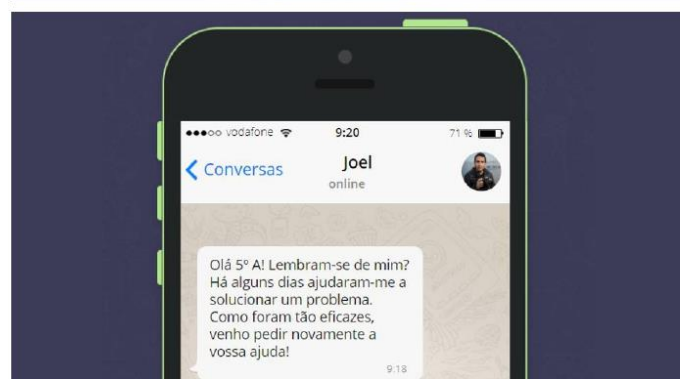 vodafone 9:20 71 %
Conversas Joel
online
Olá 5º A! Lembram-se de mim?
Há alguns dias ajudaram-me a
solucionar um problema.
Como foram tão eficazes,
venho pedir novamente a
vossa ajuda!
9:18